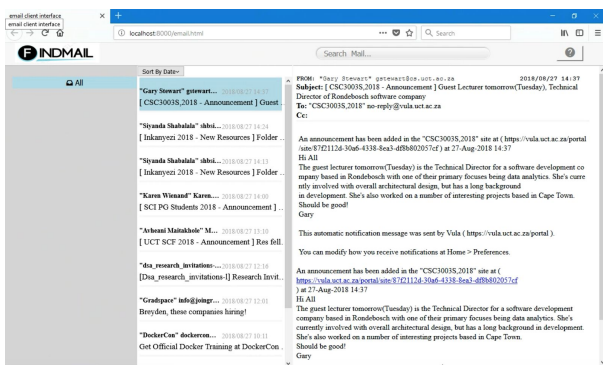 email client interface
email client interface
localhost:8000/email.html
Search
FINDMAIL
Search Mail...
?
All
Sort By Date
"Gary Stewart" gstewart... 2018/08/27 14:37
[ CSC3003S,2018 - Announcement ] Guest ..
"Siyanda Shabalala" shbsi... 2018/08/27 14:24
[ Inkanyezi 2018 - New Resources ] Folder ..
"Siyanda Shabalala" shbsi... 2018/08/27 14:13
[ Inkanyezi 2018 - New Resources ] Folder ..
"Karen Wienand" Karen.... 2018/08/27 14:00
[ SCI PG Students 2018 - Announcement ] ...
"Avheani Maitakhole" M... 2018/08/27 13:10
[ UCT SCF 2018 - Announcement ] Res fell.
"dsa_research_invitations-... 2018/08/27 12:16
[Dsa_research_invitations-I] Research Invit..
"Gradspace" info@joingr... 2018/08/27 12:01
Breyden, these companies hiring!
"DockerCon" dockercon... 2018/08/27 10:11
Get Official Docker Training at DockerCon .
FROM: "Gary Stewart" gstewart@cs.uct.ac.za 2018/08/27 14:37
Subject: [ CSC3003S,2018 - Announcement ] Guest Lecturer tomorrow(Tuesday), Technical
Director of Rondebosch software company
To: "CSC3003S,2018" no-reply@vula.uct.ac.za
Cc:
An announcement has been added in the "CSC3003S,2018" site at ( https://vula.uct.ac.za/portal
/site/87f2112d-30a6-4338-8ea3-df8b802057cf ) at 27-Aug-2018 14:37
Hi All
The guest lecturer tomorrow(Tuesday) is the Technical Director for a software development co
mpany based in Rondebosch with one of their primary focuses being data analytics. She's curre
ntly involved with overall architectural design, but has a long background
in development. She's also worked on a number of interesting projects based in Cape Town.
Should be good!
Gary
This automatic notification message was sent by Vula ( https://vula.uct.ac.za/portal ).
You can modify how you receive notifications at Home > Preferences.
An announcement has been added in the "CSC3003S,2018" site at (
https://vula.uct.ac.za/portal/site/87f2112d-30a6-4338-8ea3-df8b802057cf
) at 27-Aug-2018 14:37
Hi All
The guest lecturer tomorrow(Tuesday) is the Technical Director for a software development
company based in Rondebosch with one of their primary focuses being data analytics. She's
currently involved with overall architectural design, but has a long background in development.
She's also worked on a number of interesting projects based in Cape Town.
Should be good!
Gary